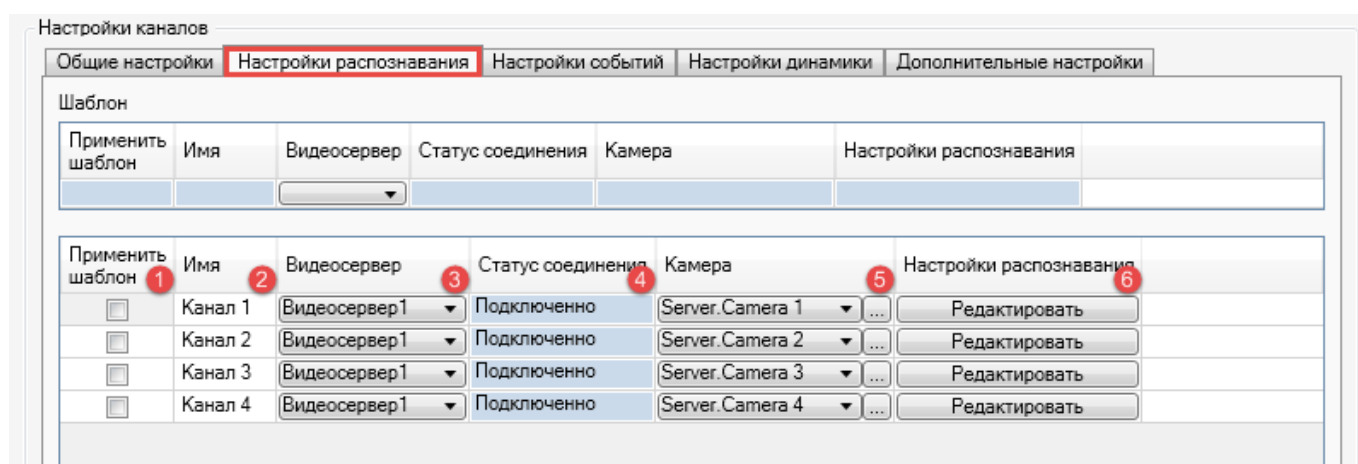 Настройки каналов
Общие настройки Настройки распознавания Настройки событий Настройки динамики Дополнительные настройки
Шаблон
Применить шаблон Имя Видеосервер Статус соединения Камера Настройки распознавания
Применить шаблон 1 Имя 2 Видеосервер 3 Статус соединения 4 Камера 5 Настройки распознавания 6
Канал 1 Видеосервер1 Подключенно Server.Camera 1 ... Редактировать
Канал 2 Видеосервер1 Подключенно Server.Camera 2 ... Редактировать
Канал 3 Видеосервер1 Подключенно Server.Camera 3 ... Редактировать
Канал 4 Видеосервер1 Подключенно Server.Camera 4 ... Редактировать